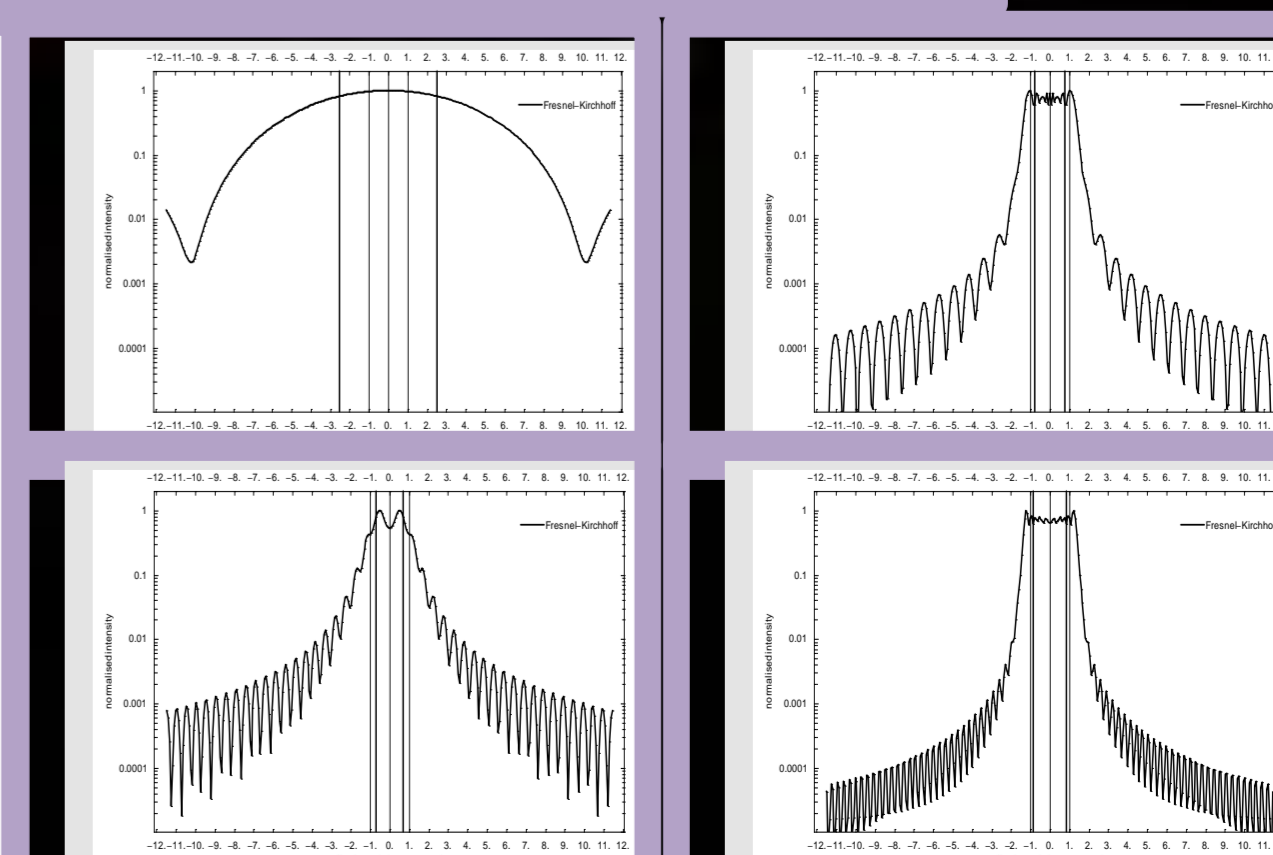 −12.−11.−10. −9. −8. −7. −6. −5. −4. −3. −2. −1. 0. 1. 2. 3. 4. 5. 6. 7. 8. 9. 10. 11. 12.
1
0.1
0.01
0.001
0.0001
normalised intensity
Fresnel−Kirchhoff
−12.−11.−10. −9. −8. −7. −6. −5. −4. −3. −2. −1. 0. 1. 2. 3. 4. 5. 6. 7. 8. 9. 10. 11. 12.
−12.−11.−10. −9. −8. −7. −6. −5. −4. −3. −2. −1. 0. 1. 2. 3. 4. 5. 6. 7. 8. 9. 10. 11.
1
0.1
0.01
0.001
0.0001
normalised intensity
Fresnel−Kirchho
−12.−11.−10. −9. −8. −7. −6. −5. −4. −3. −2. −1. 0. 1. 2. 3. 4. 5. 6. 7. 8. 9. 10. 11.
−12.−11.−10. −9. −8. −7. −6. −5. −4. −3. −2. −1. 0. 1. 2. 3. 4. 5. 6. 7. 8. 9. 10. 11. 12.
1
0.1
0.01
0.001
0.0001
normalised intensity
Fresnel−Kirchhoff
−12.−11.−10. −9. −8. −7. −6. −5. −4. −3. −2. −1. 0. 1. 2. 3. 4. 5. 6. 7. 8. 9. 10. 11. 12.
−12.−11.−10. −9. −8. −7. −6. −5. −4. −3. −2. −1. 0. 1. 2. 3. 4. 5. 6. 7. 8. 9. 10. 11.
1
0.1
0.01
0.001
0.0001
normalised intensity
Fresnel−Kirchho
−12.−11.−10. −9. −8. −7. −6. −5. −4. −3. −2. −1. 0. 1. 2. 3. 4. 5. 6. 7. 8. 9. 10. 11.